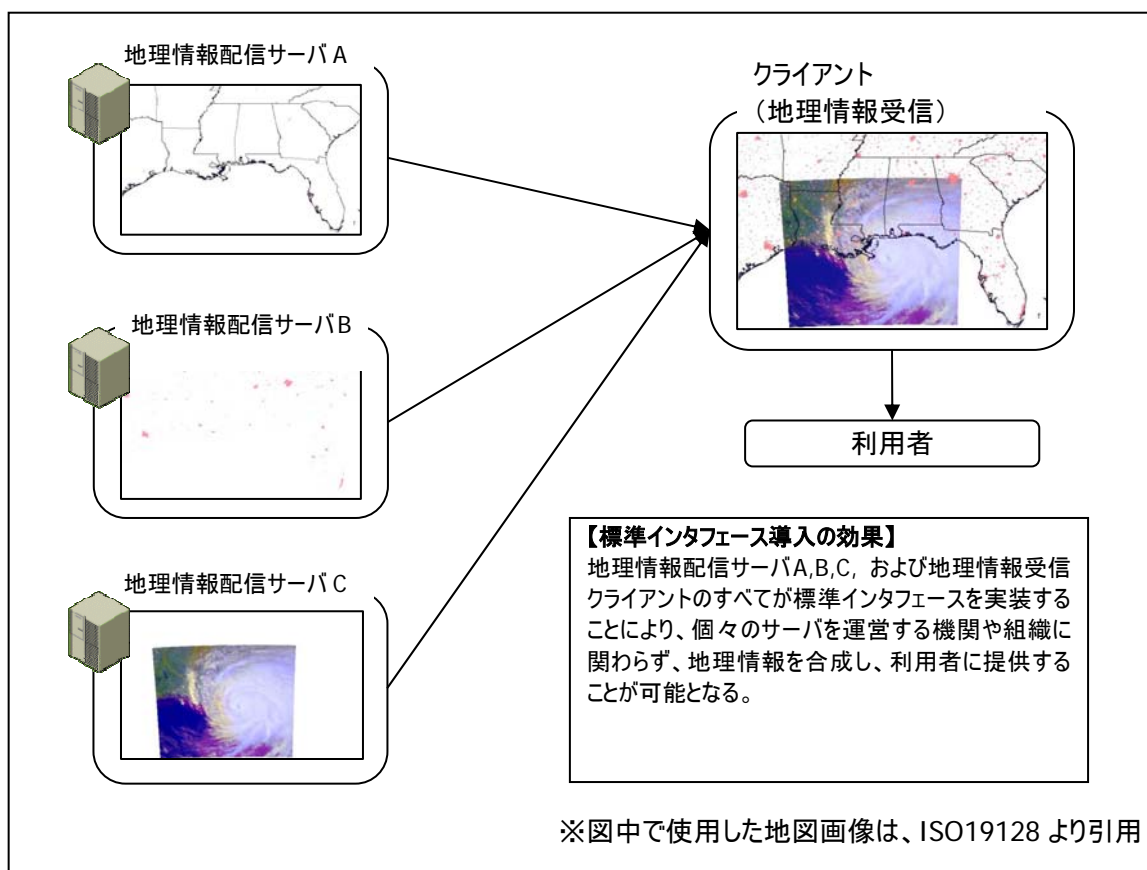 地理情報配信サーバA
クライアント
（地理情報受信）
地理情報配信サーバB
利用者
地理情報配信サーバC
【標準インタフェース導入の効果】
地理情報配信サーバA,B,C, および地理情報受信
クライアントのすべてが標準インタフェースを実装する
ことにより、個々のサーバを運営する機関や組織に
関わらず、地理情報を合成し、利用者に提供する
ことが可能となる。
※図中で使用した地図画像は、ISO19128 より引用